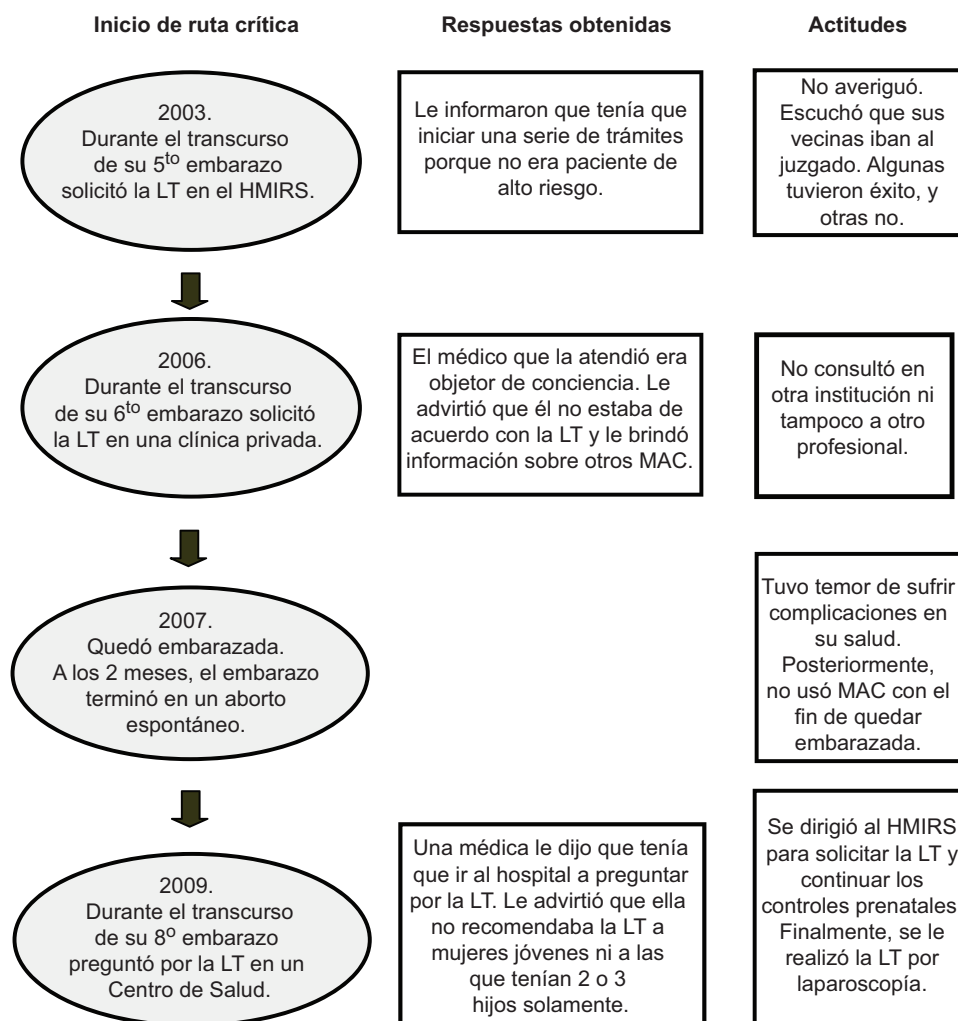 Inicio de ruta crítica
Respuestas obtenidas
Actitudes
2003.
Durante el transcurso
de su 5to embarazo
solicitó la LT en el HMIRS.
Le informaron que tenía que
iniciar una serie de trámites
porque no era paciente de
alto riesgo.
No averiguó.
Escuchó que sus
vecinas iban al
juzgado. Algunas
tuvieron éxito, y
otras no.
2006.
Durante el transcurso
de su 6to embarazo solicitó
la LT en una clínica privada.
El médico que la atendió era
objetor de conciencia. Le
advirtió que él no estaba de
acuerdo con la LT y le brindó
información sobre otros MAC.
No consultó en
otra institución ni
tampoco a otro
profesional.
2007.
Quedó embarazada.
A los 2 meses, el embarazo
terminó en un aborto
espontáneo.
Tuvo temor de sufrir
complicaciones en
su salud.
Posteriormente,
no usó MAC con el
fin de quedar
embarazada.
2009.
Durante el transcurso
de su 8o embarazo
preguntó por la LT en un
Centro de Salud.
Una médica le dijo que tenía
que ir al hospital a preguntar
por la LT. Le advirtió que ella
no recomendaba la LT a
mujeres jóvenes ni a las
que tenían 2 o 3
hijos solamente.
Se dirigió al HMIRS
para solicitar la LT y
continuar los
controles prenatales
Finalmente, se le
realizó la LT por
laparoscopía.